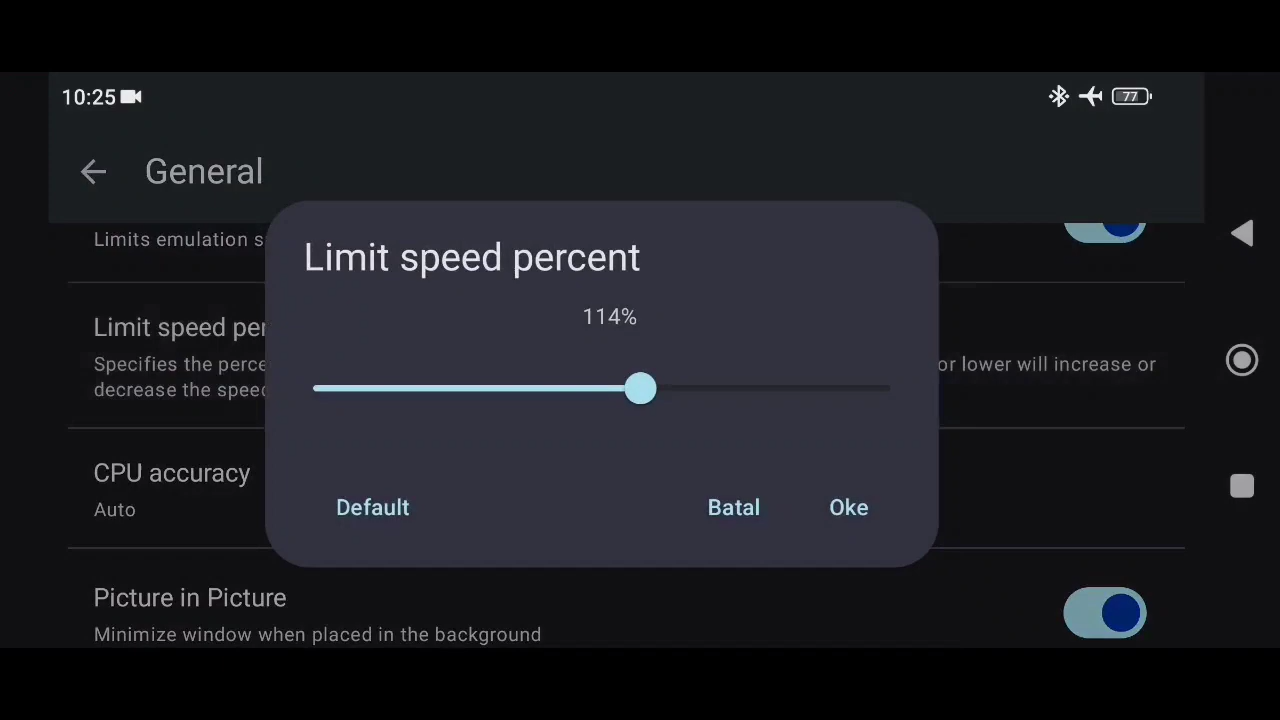 10:25
77
General
Limits emulation s
Limit speed percent
114%
Limit speed per
Specifies the perce
or lower will increase or
decrease the speed
CPU accuracy
Auto
Default
Batal
Oke
Picture in Picture
Minimize window when placed in the background